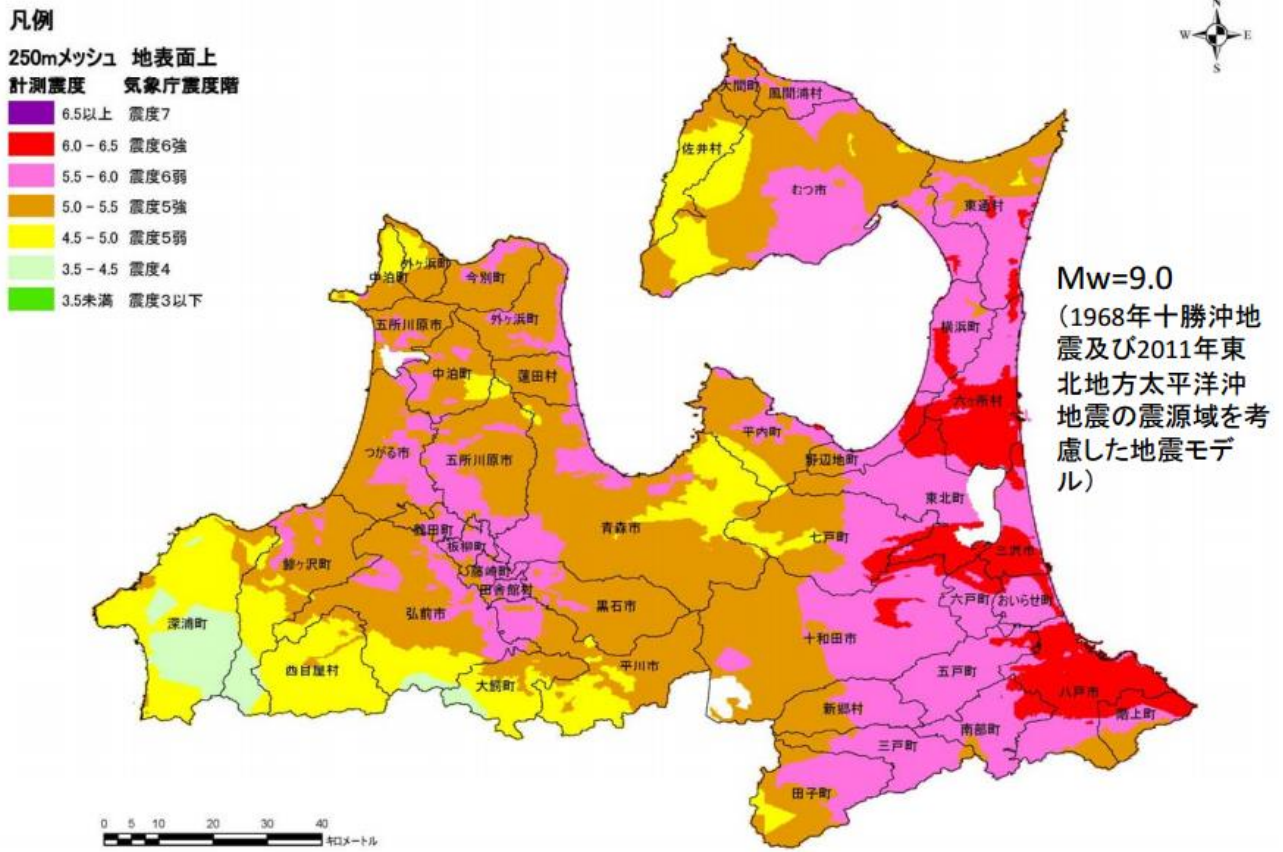 凡例
250mメッシュ 地表面上
計測震度 気象庁震度階
6.5以上 震度7
6.0-6.5 震度6強
5.5-6.0 震度6弱
5.0-5.5 震度5強
4.5-5.0 震度5弱
3.5-4.5 震度4
3.5未満 震度3以下
N
W E
S
大間町
風間浦村
佐井村
むつ市
東通村
外ヶ浜町
中泊町
今別町
五所川原市
外ヶ浜町
横浜町
中泊町
蓬田村
六ヶ所村
平内町
つがる市
五所川原市
野辺地町
東北町
青森市
七戸町
鶴田町
板柳町
三沢市
鰺ヶ沢町
藤崎町
田舎館村
六戸町
おいらせ町
黒石市
弘前市
深浦町
十和田市
平川市
西目屋村
五戸町
大鰐町
八戸市
新郷村
階上町
南部町
三戸町
田子町
Mw=9.0
(1968年十勝沖地
震及び2011年東
北地方太平洋沖
地震の震源域を考
慮した地震モデ
ル)
0 5 10 20 30 40
キロメートル